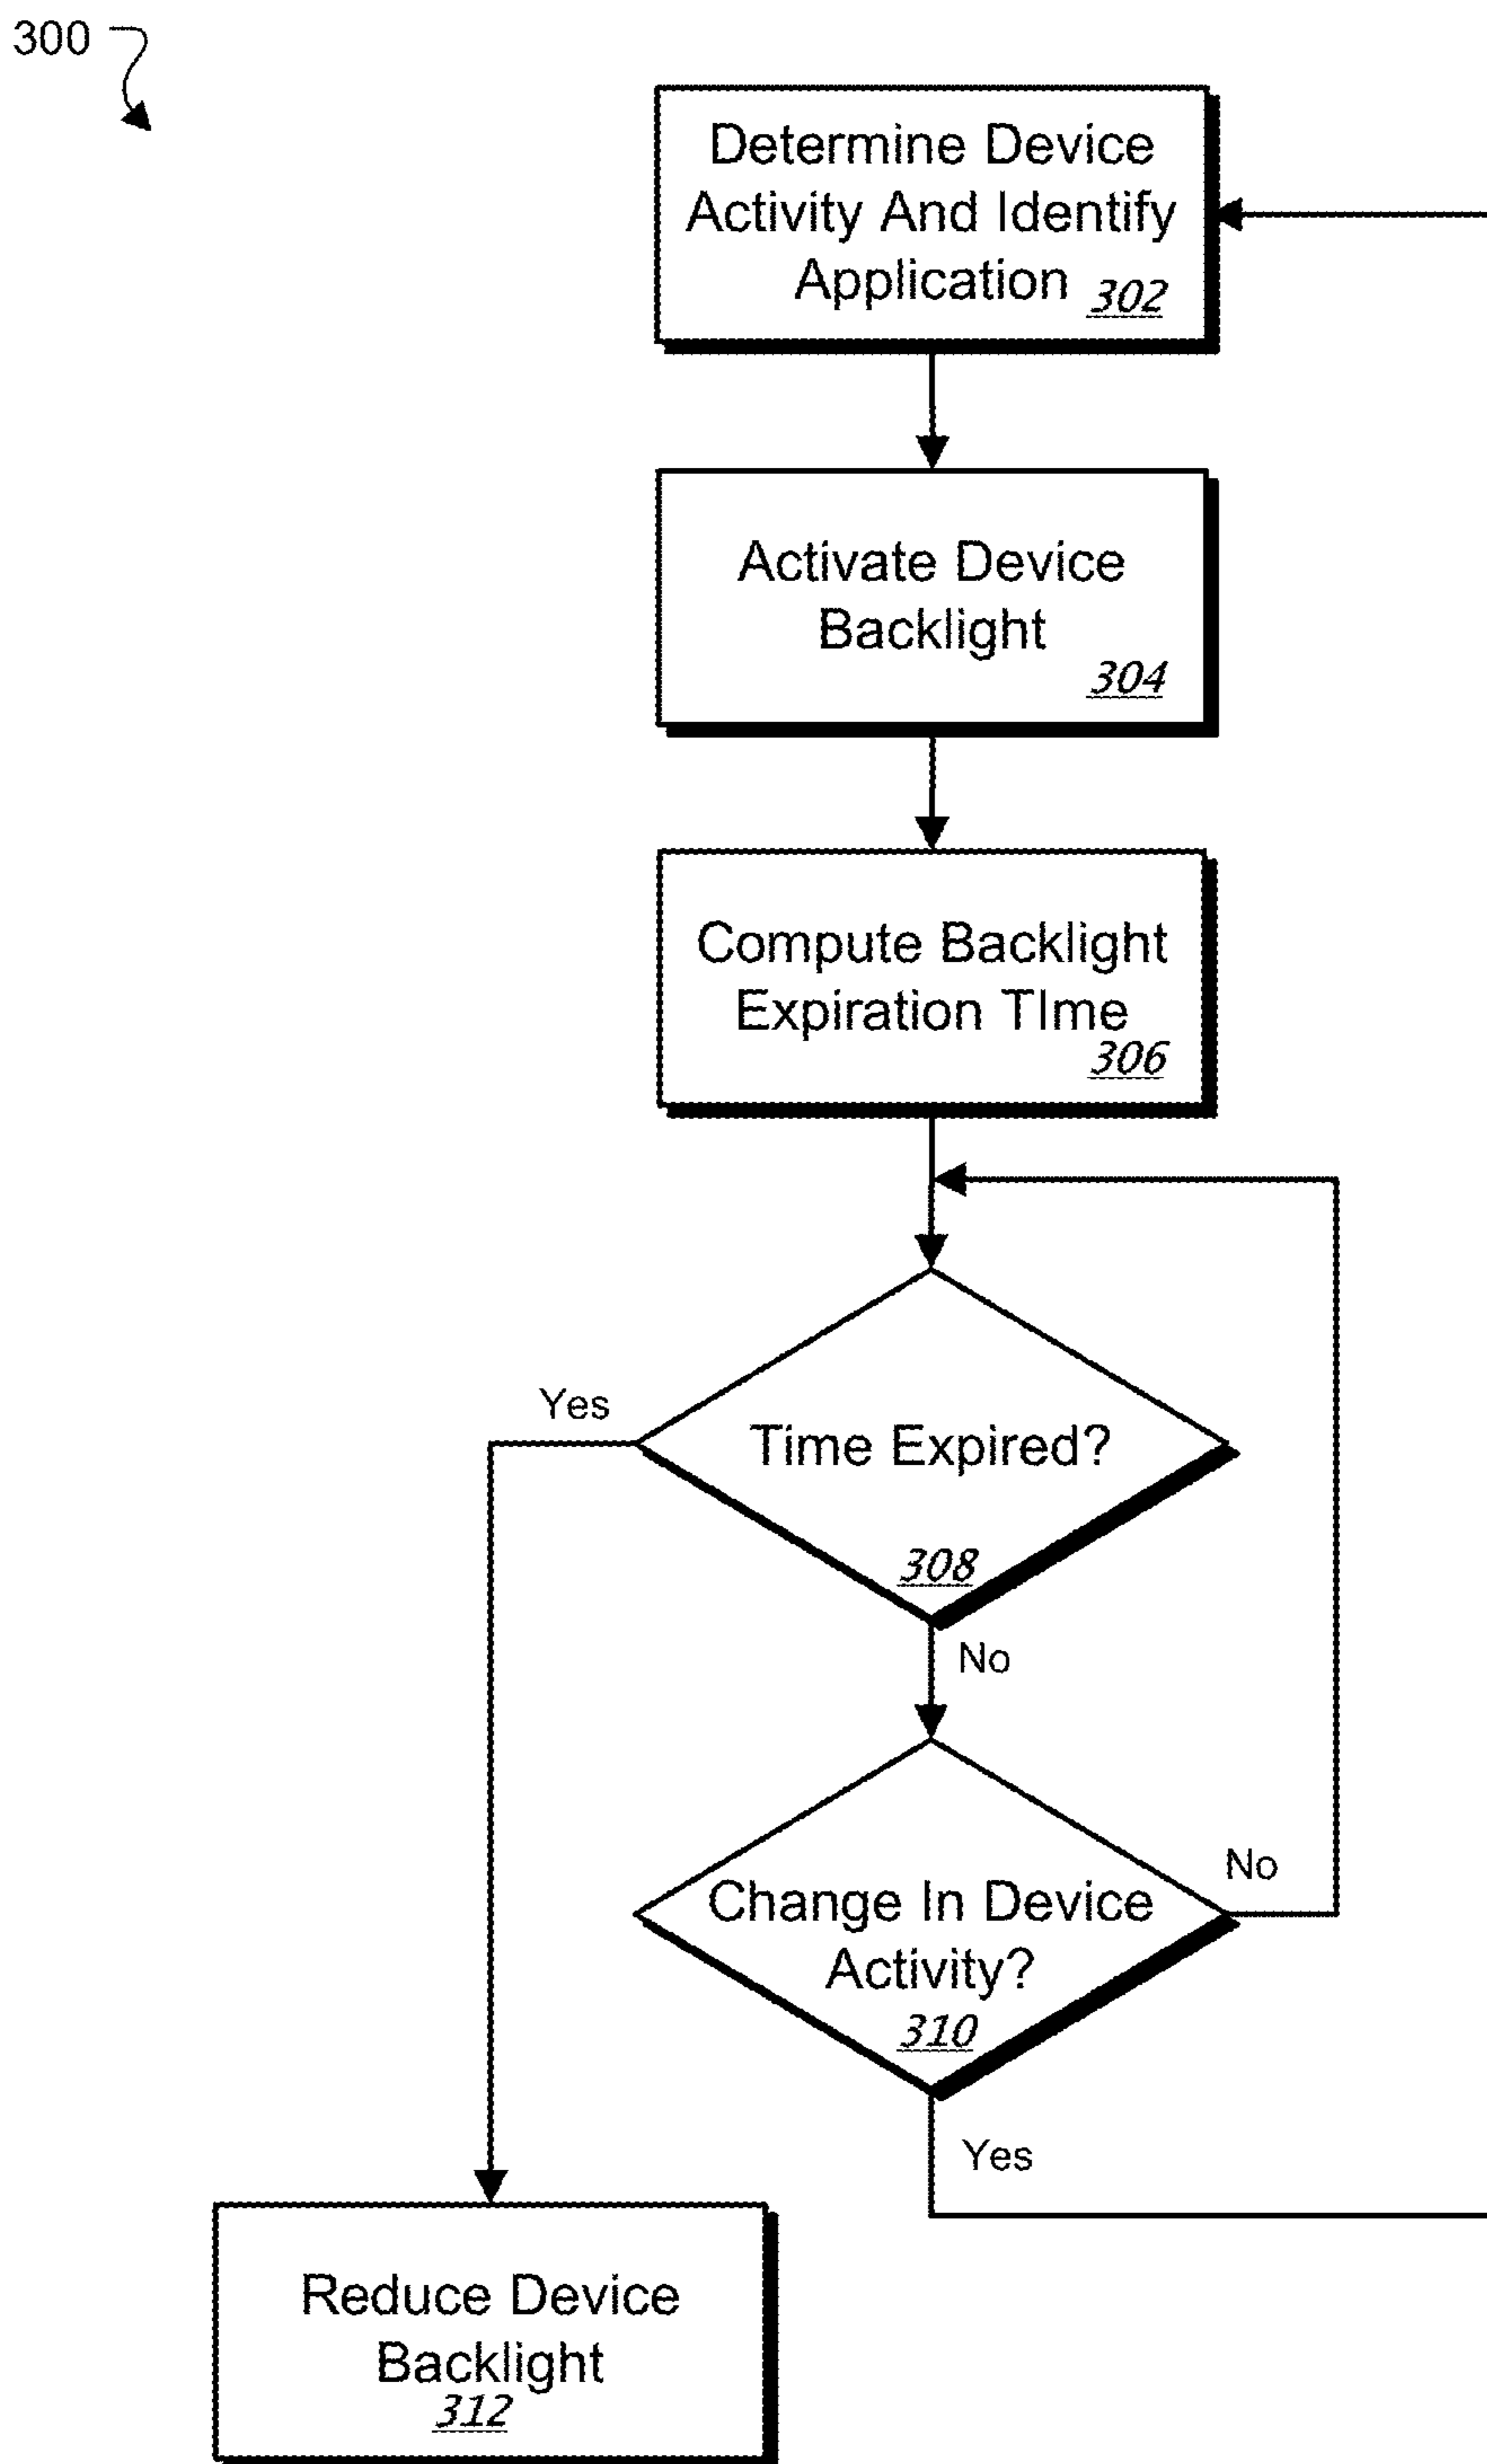 300
Determine Device
Activity And Identify
Application 302
Activate Device
Backlight
304
Compute Backlight
Expiration TIme
306
Yes
Time Expired?
308
No
No
Change In Device
Activity?
310
Yes
Reduce Device
Backlight
312